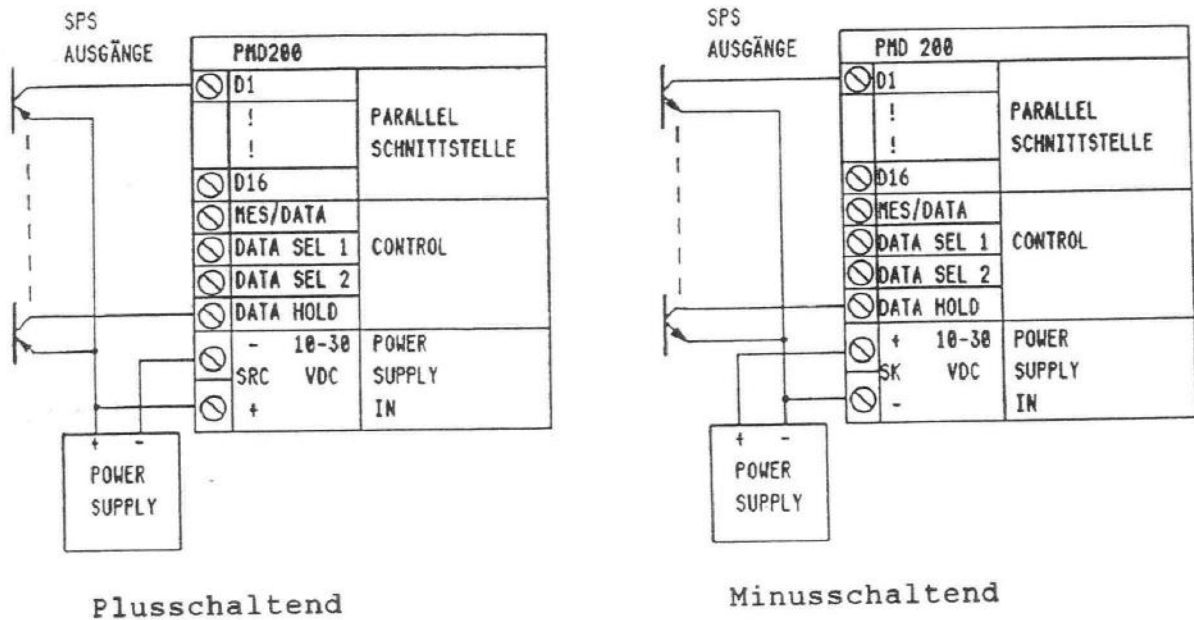 SPS
AUSGÄNGE
PMD200
D1
!
!
D16
PARALLEL
SCHNITTSTELLE
MES/DATA
DATA SEL 1
DATA SEL 2
DATA HOLD
CONTROL
- 10-30
SRC VDC
+
POWER
SUPPLY
IN
+ -
POWER
SUPPLY
Plusschaltend
SPS
AUSGÄNGE
PMD 200
D1
!
!
D16
PARALLEL
SCHNITTSTELLE
MES/DATA
DATA SEL 1
DATA SEL 2
DATA HOLD
CONTROL
+ 10-30
SK VDC
-
POWER
SUPPLY
IN
+ -
POWER
SUPPLY
Minusschaltend